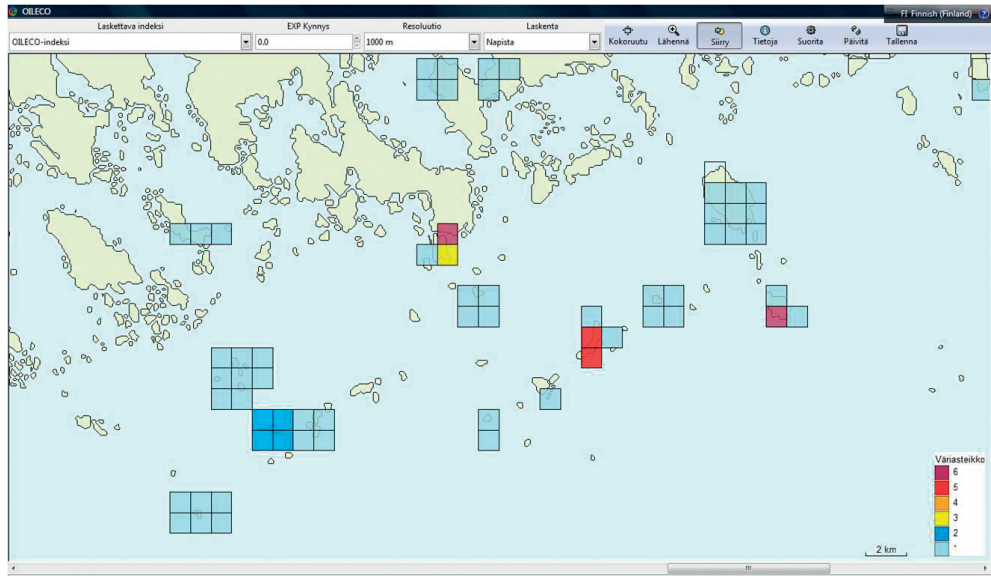 OILECO
FI Finnish (Finland)
Laskettava indeksi
EXP Kynnys
Resoluutio
Laskenta
OILECO-indeksi
0.0
1000 m
Napista
Kokoruutu
Lähennä
Siirry
Tietoja
Suorita
Päivitä
Tallenna
Väriasteikko
6
5
4
3
2
1
2 km